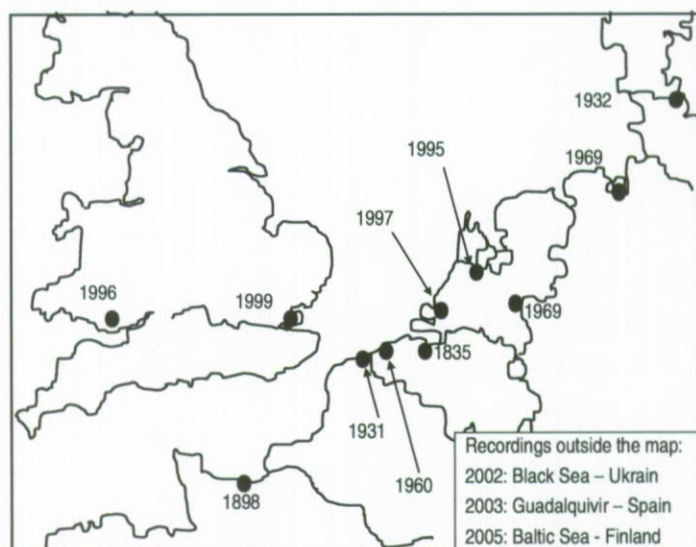 1932
1995
1969
1997
1996
1999
1969
1835
1931
1960
1898
Recordings outside the map:
2002: Black Sea – Ukrain
2003: Guadalquivir – Spain
2005: Baltic Sea - Finland